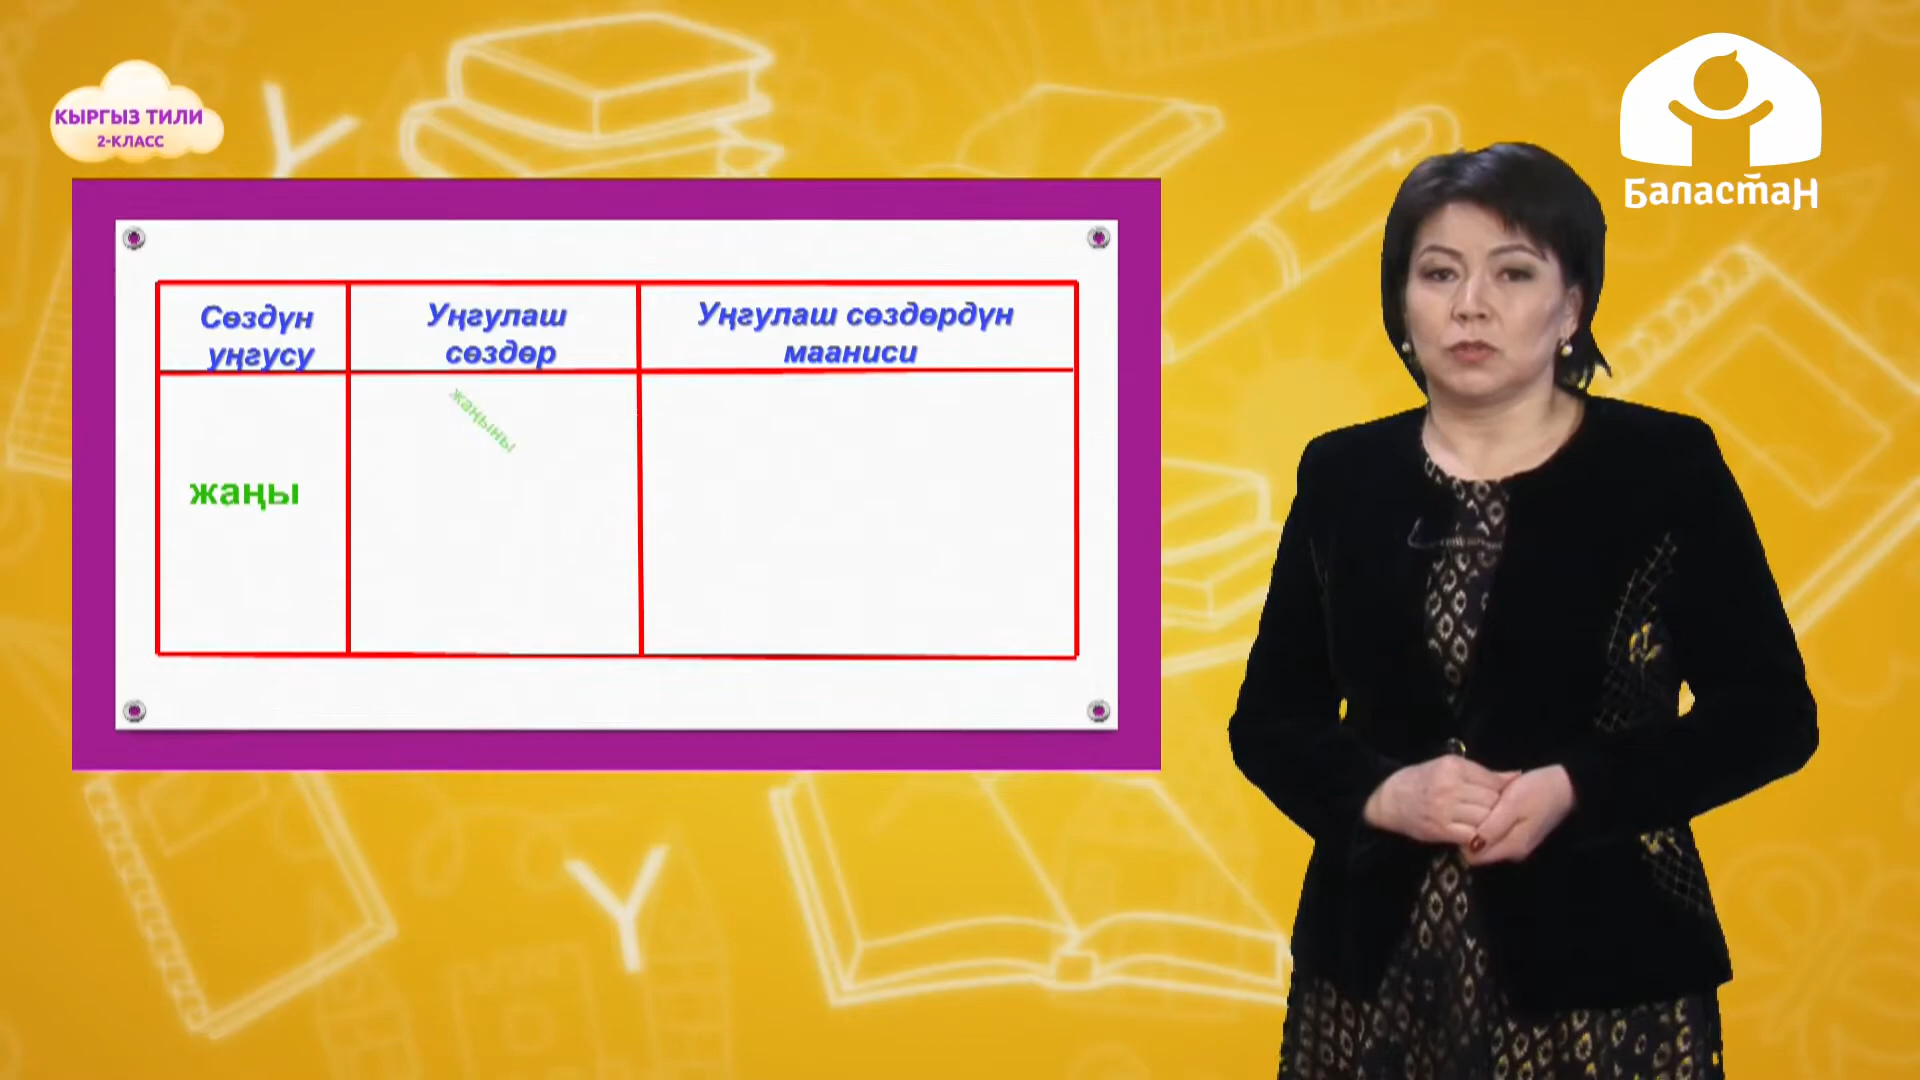 КЫРГЫЗ ТИЛИ
2-КЛАСС
Баластан
Сөздүн
уңгусу
Уңгулаш
сөздөр
Уңгулаш сөздөрдүн
мааниси
жаңы
жаңыны